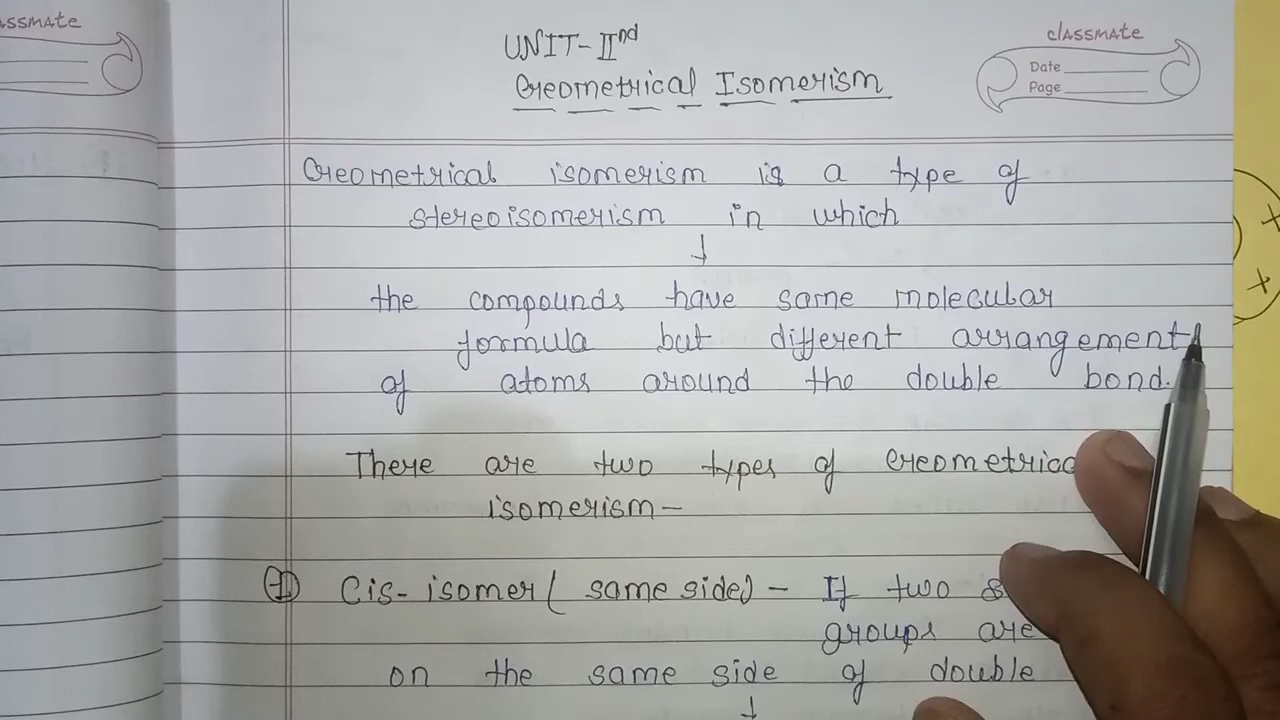 ASSMATE
classmate
Date
Page
UNIT-IInd
Geometrical Isomerism
Geometrical isomerism is a type of
stereoisomerism in which
↓
the compounds have same molecular
formula but different arrangement
of atoms around the double bond.
There are two types of Geometrical
isomerism-
I Cis-isomer (same side) - If two
groups are
on the same side of double
↓